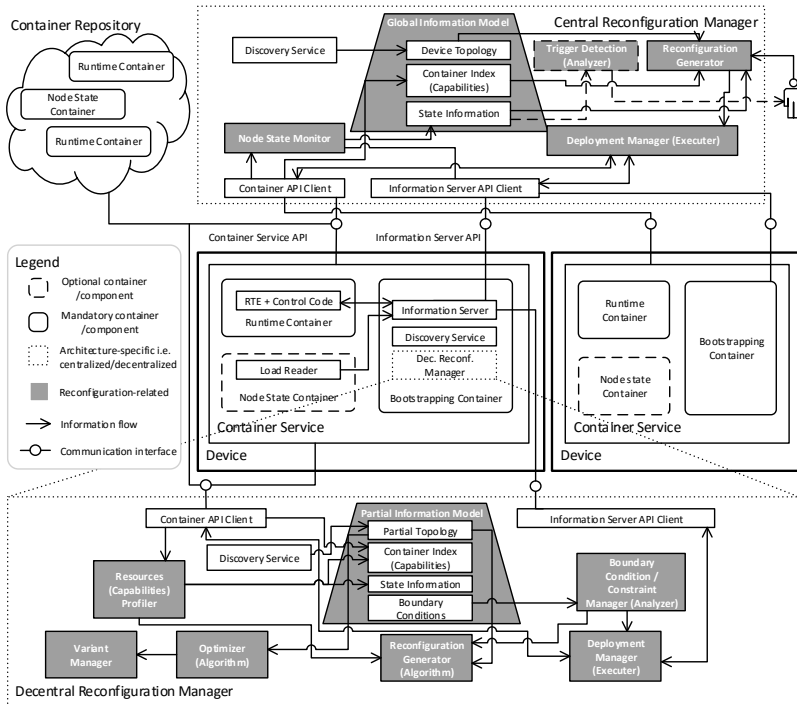 Container Repository
Runtime Container
Node State
Container
Runtime Container
Global Information Model
Central Reconfiguration Manager
Discovery Service
Device Topology
Container Index
(Capabilities)
State Information
Trigger Detection
(Analyzer)
Reconfiguration
Generator
Node State Monitor
Deployment Manager (Executer)
Container API Client
Information Server API Client
Container Service API
Information Server API
Legend
Optional container
/component
Mandatory container
/component
Architecture-specific i.e.
centralized/decentralized
Reconfiguration-related
Information flow
Communication interface
RTE + Control Code
Runtime Container
Load Reader
Node State Container
Information Server
Discovery Service
Dec. Reconf.
Manager
Bootstrapping Container
Container Service
Device
Runtime
Container
Node state
Container
Bootstrapping
Container
Container Service
Device
Container API Client
Discovery Service
Resources
(Capabilities)
Profiler
Variant
Manager
Optimizer
(Algorithm)
Partial Information Model
Partial Topology
Container Index
(Capabilities)
State Information
Boundary
Conditions
Reconfiguration
Generator
(Algorithm)
Information Server API Client
Boundary
Condition /
Constraint
Manager (Analyzer)
Deployment
Manager
(Executer)
Decentral Reconfiguration Manager